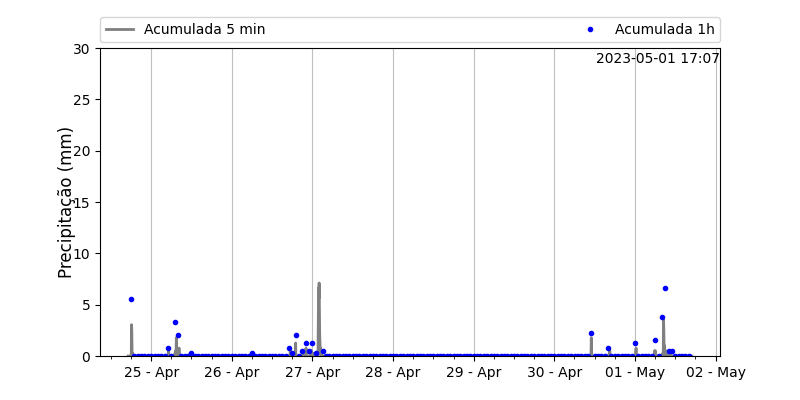 Acumulada 5 min
Acumulada 1h
2023-05-01 17:07
Precipitação (mm)
30
25
20
15
10
5
0
25 - Apr
26 - Apr
27 - Apr
28 - Apr
29 - Apr
30 - Apr
01 - May
02 - May